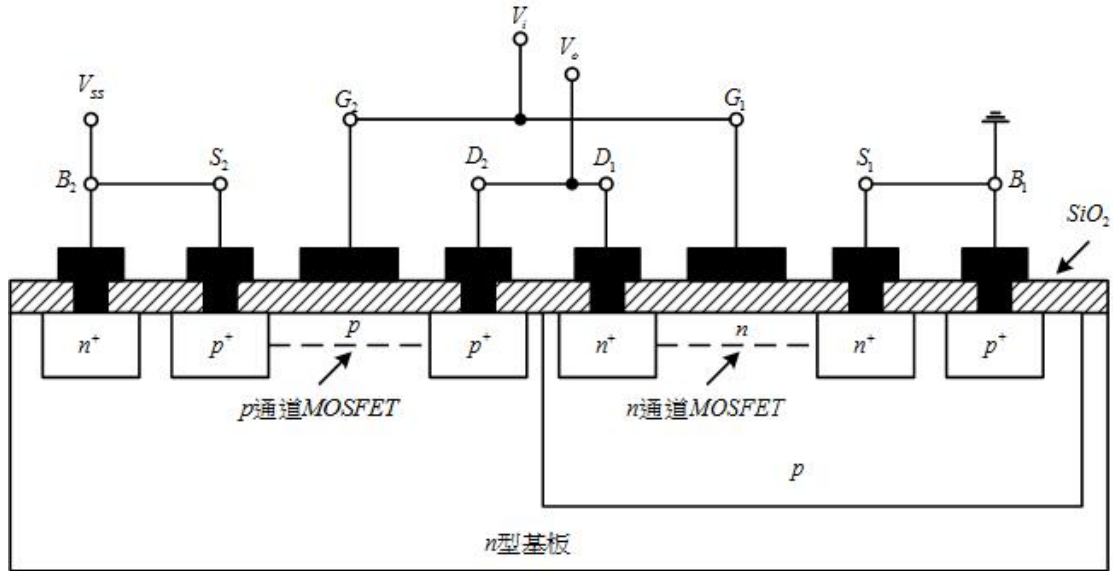 V_i
V_o
V_ss
G_2
G_1
B_2
S_2
D_2
D_1
S_1
B_1
SiO_2
n^+
p^+
p
p^+
n^+
n
n^+
p^+
p通道MOSFET
n通道MOSFET
p
n型基板